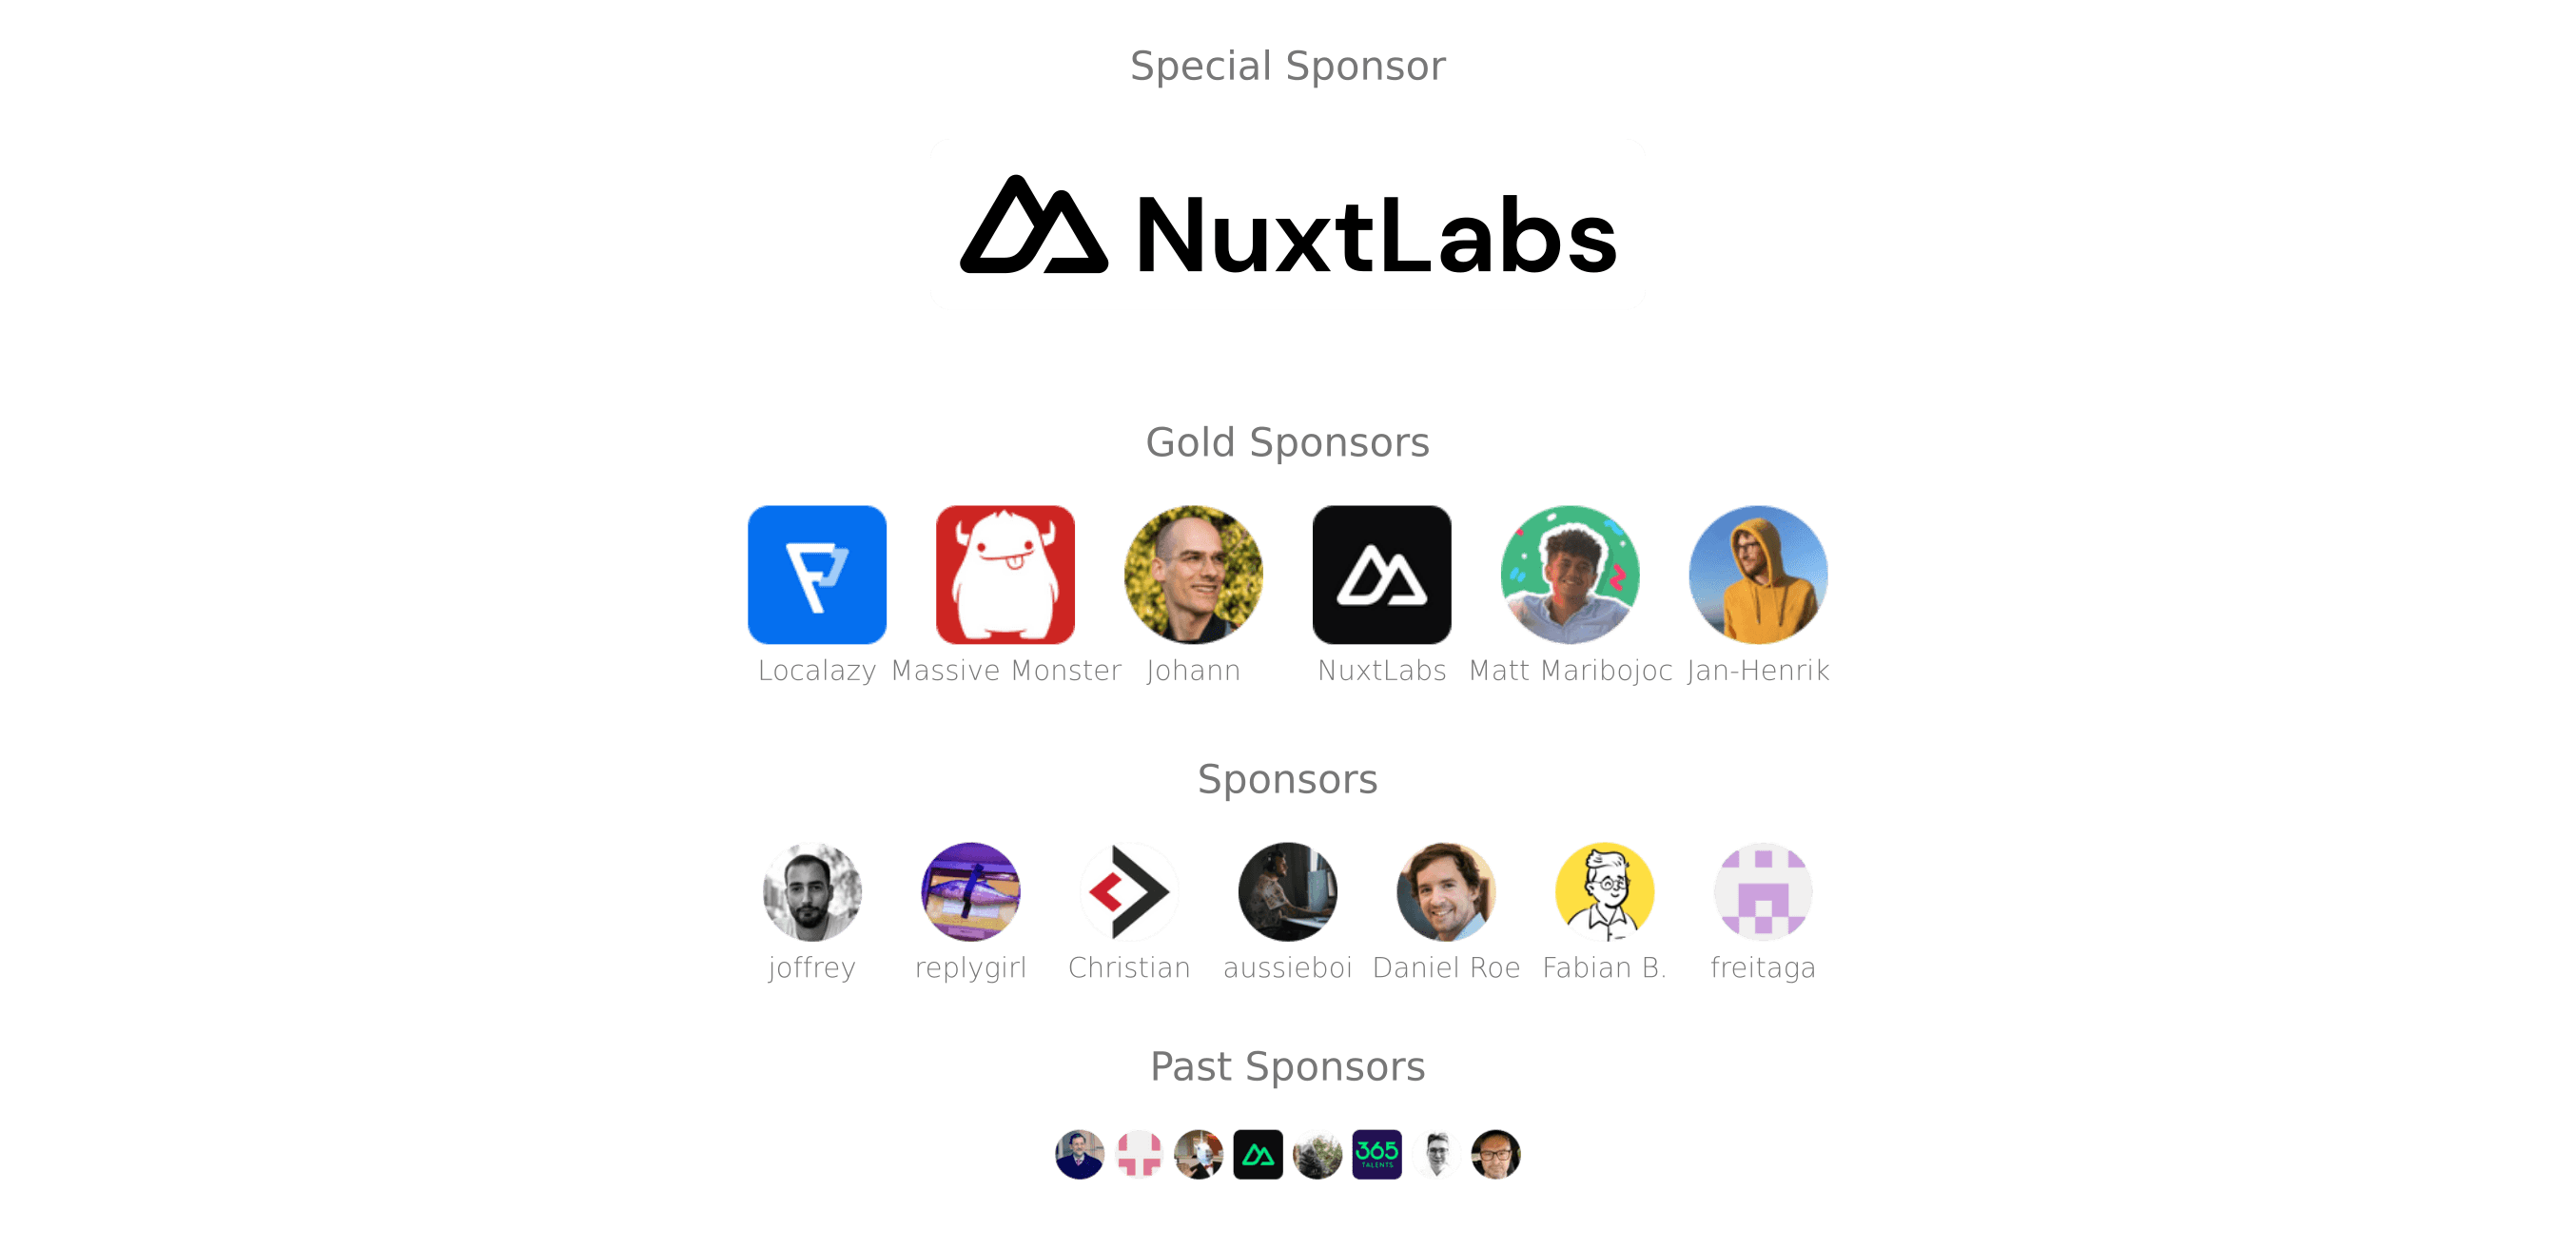 Special Sponsor
NuxtLabs
Gold Sponsors
Localazy Massive Monster Johann NuxtLabs Matt Maribojoc Jan-Henrik
Sponsors
joffrey replygirl Christian aussieboi Daniel Roe Fabian B. freitaga
Past Sponsors
365
TALENTS